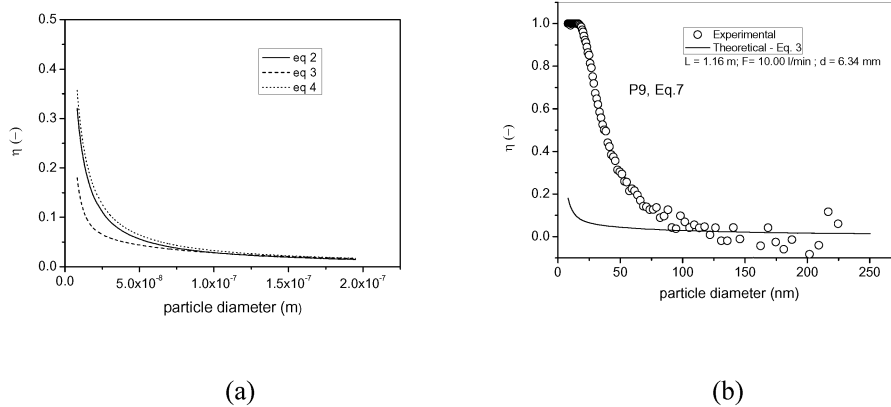 0.5
0.4
0.3
0.2
0.1
0.0
η (−)
eq 2
eq 3
eq 4
0.0
5.0x10⁻⁸
1.0x10⁻⁷
1.5x10⁻⁷
2.0x10⁻⁷
particle diameter (m)
(a)
1.0
0.8
0.6
0.4
0.2
0.0
η (−)
Experimental
Theoretical - Eq. 3
L = 1.16 m; F= 10.00 l/min ; d = 6.34 mm
P9, Eq.7
0
50
100
150
200
250
particle diameter (nm)
(b)